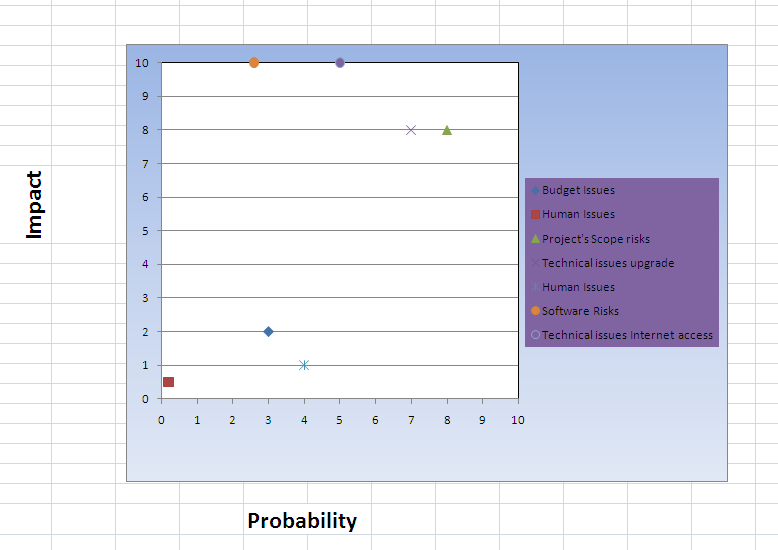 Impact
10
9
8
7
6
5
4
3
2
1
0
0 1 2 3 4 5 6 7 8 9 10
Probability
Budget Issues
Human Issues
Project's Scope risks
Technical issues upgrade
Human Issues
Software Risks
Technical issues Internet access